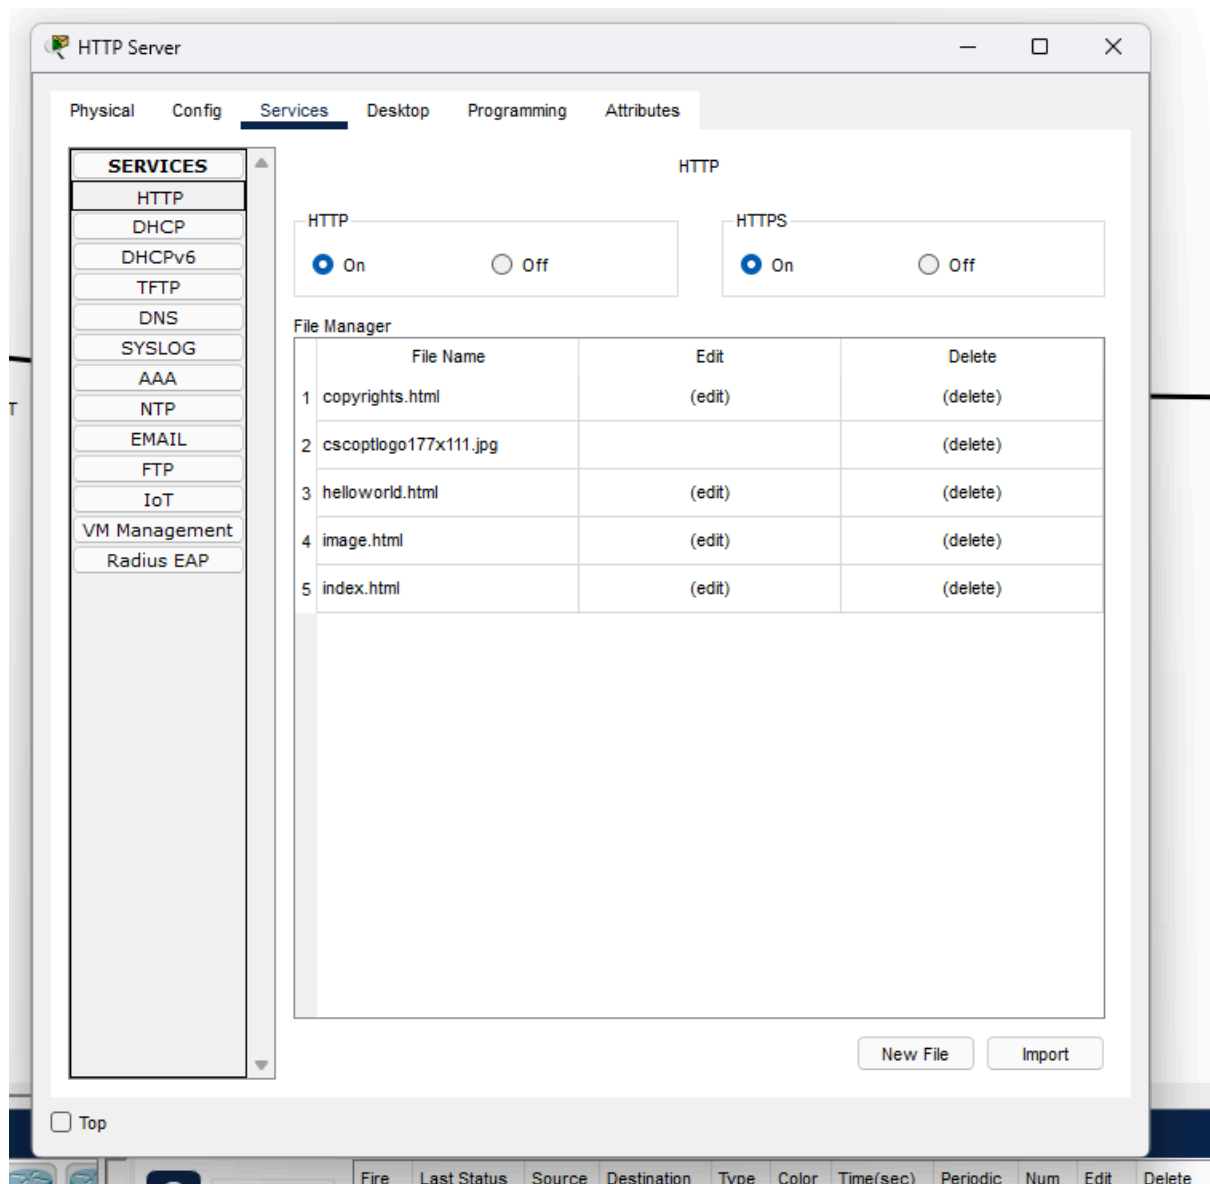 HTTP Server
Physical Config Services Desktop Programming Attributes
SERVICES
HTTP
DHCP
DHCPv6
TFTP
DNS
SYSLOG
AAA
NTP
EMAIL
FTP
IoT
VM Management
Radius EAP
HTTP
HTTP
On Off
HTTPS
On Off
File Manager
File Name Edit Delete
1 copyrights.html (edit) (delete)
2 cscoptlogo177x111.jpg (delete)
3 helloworld.html (edit) (delete)
4 image.html (edit) (delete)
5 index.html (edit) (delete)
New File Import
Top
T
Fire Last Status Source Destination Type Color Time(sec) Periodic Num Edit Delete